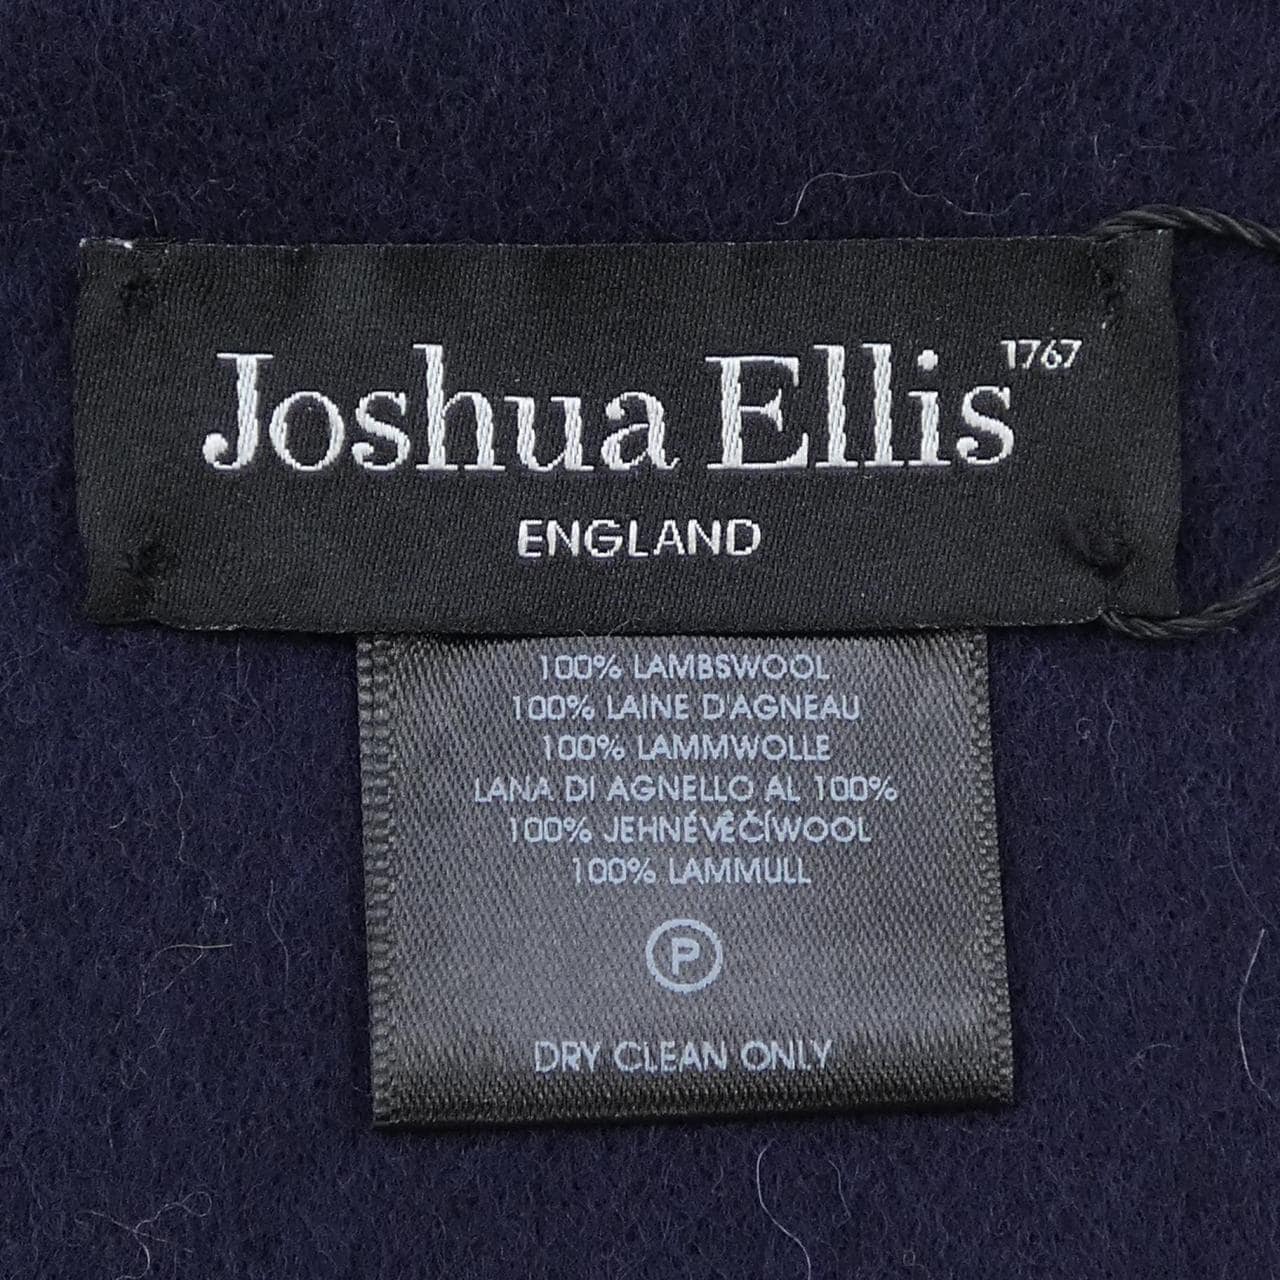 Joshua Ellis 1767
ENGLAND
100% LAMBSWOOL
100% LAINE D'AGNEAU
100% LAMMWOLLE
LANA DI AGNELLO AL 100%
100% JEHNÉVĚČÍWOOL
100% LAMMULL
P
DRY CLEAN ONLY